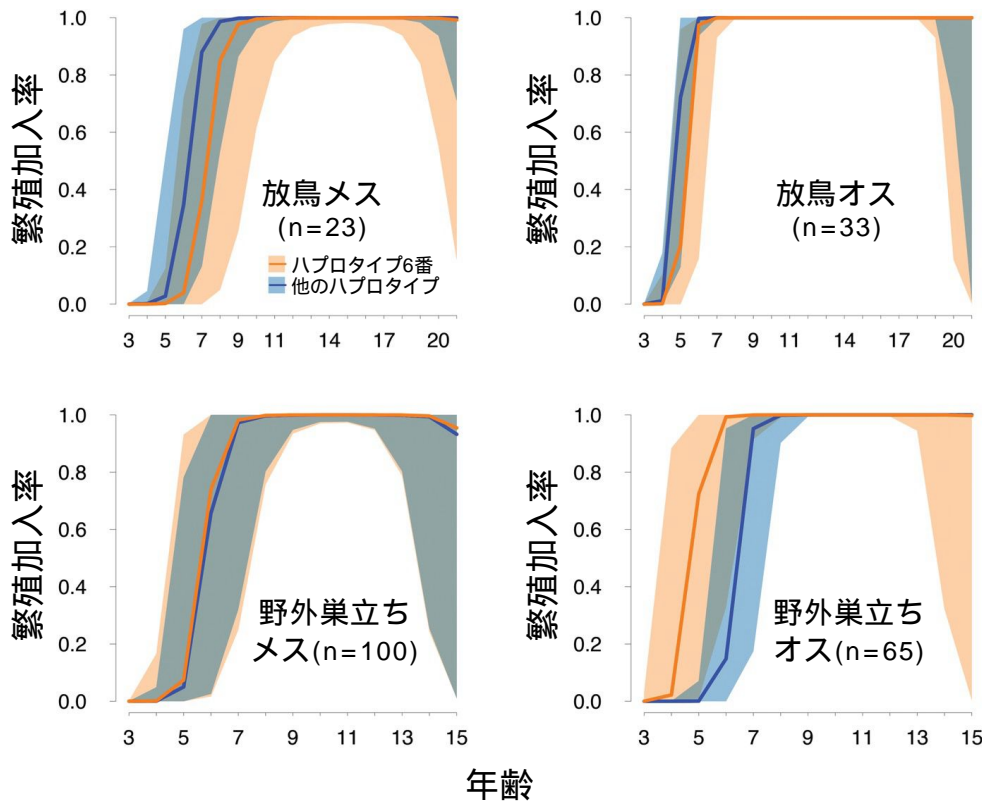 繁殖加入率
1.0
0.8
0.6
0.4
0.2
0.0
放鳥メス
(n=23)
ハプロタイプ6番
他のハプロタイプ
3 5 7 9 11 14 17 20
繁殖加入率
1.0
0.8
0.6
0.4
0.2
0.0
放鳥オス
(n=33)
3 5 7 9 11 14 17 20
繁殖加入率
1.0
0.8
0.6
0.4
0.2
0.0
野外巣立ち
メス(n=100)
3 5 7 9 11 13 15
繁殖加入率
1.0
0.8
0.6
0.4
0.2
0.0
野外巣立ち
オス(n=65)
3 5 7 9 11 13 15
年齢